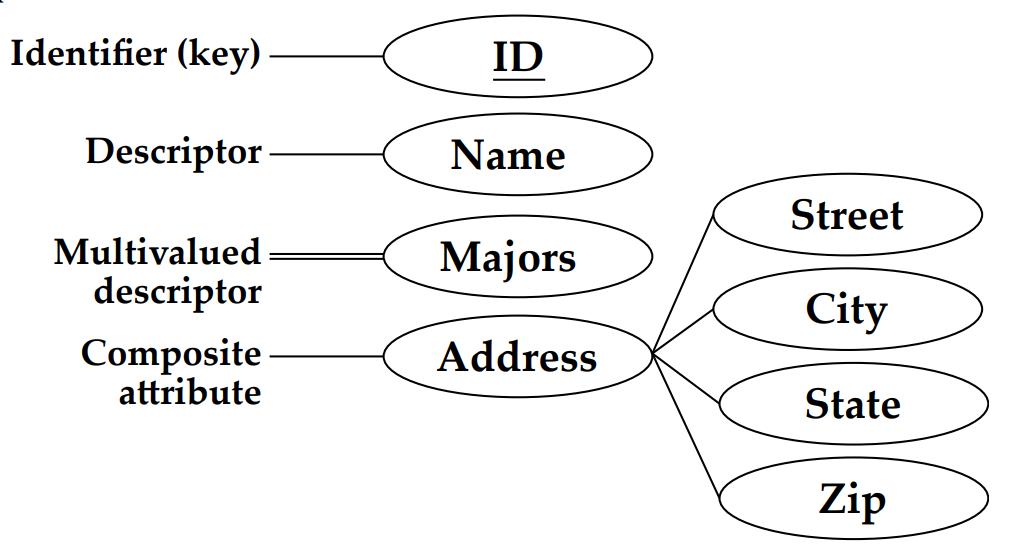 Identifier (key)
ID
Descriptor
Name
Multivalued
descriptor
Majors
Composite
attribute
Address
Street
City
State
Zip